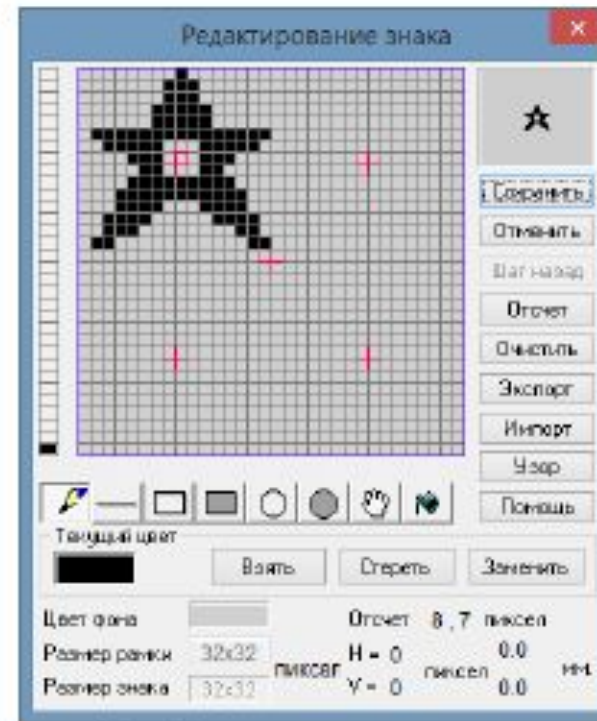 Редактирование знака
Сохранить
Отменить
Шаг назад
Отсчет
Очистить
Экспорт
Импорт
Узор
Помощь
Текущий цвет
Взять Стереть Заменить
Цвет фона Отсчет 8,7 пиксел
Размер рамки 32x32 пиксел H = 0 пиксел 0.0 мм
Размер знака 32x32 V = 0 0.0